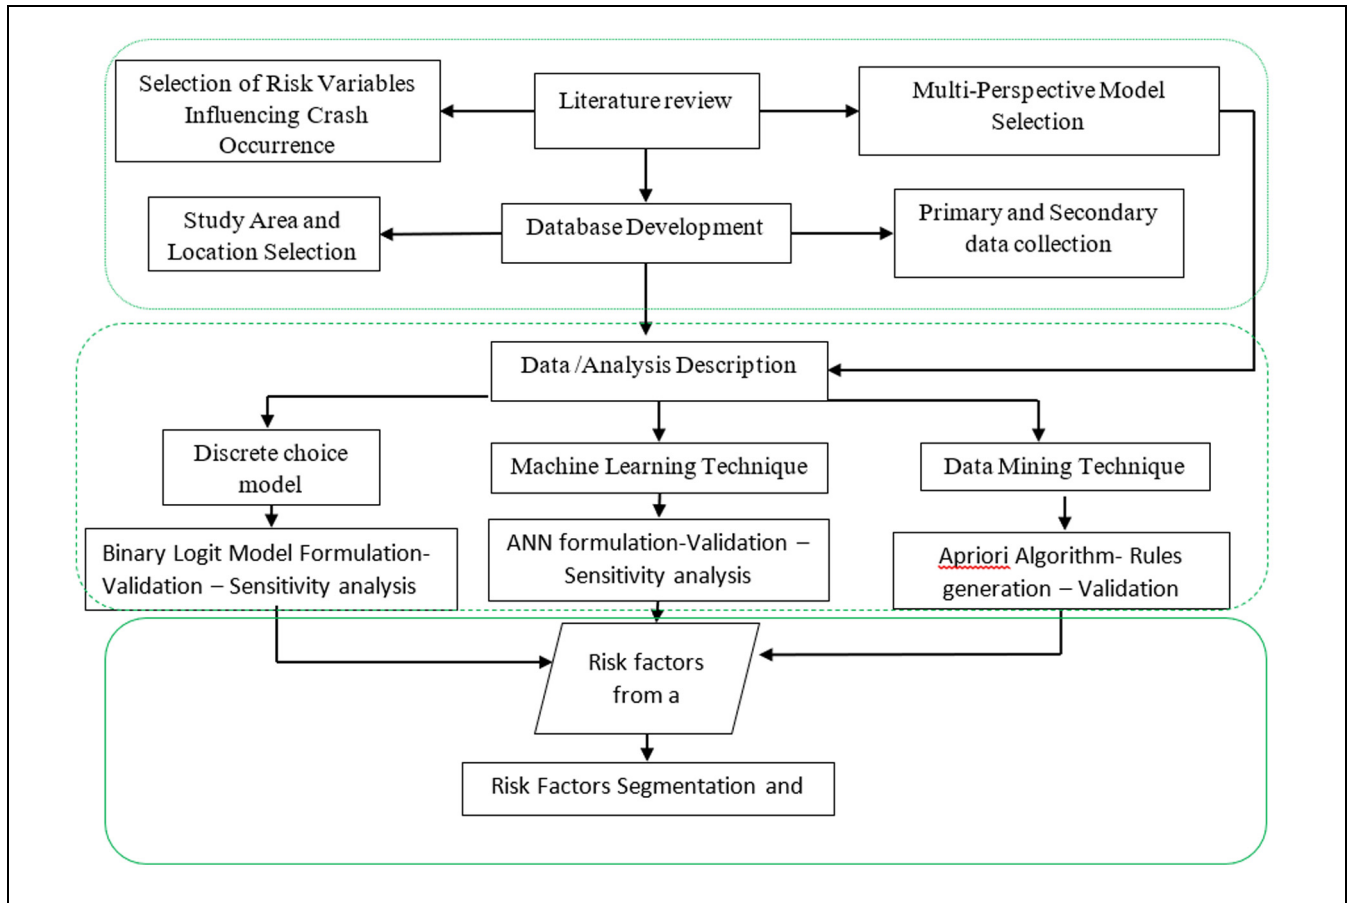 Selection of Risk Variables
Influencing Crash
Occurrence
Literature review
Multi-Perspective Model
Selection
Study Area and
Location Selection
Database Development
Primary and Secondary
data collection
Data /Analysis Description
Discrete choice
model
Machine Learning Technique
Data Mining Technique
Binary Logit Model Formulation-
Validation – Sensitivity analysis
ANN formulation-Validation –
Sensitivity analysis
Apriori Algorithm- Rules
generation – Validation
Risk factors
from a
Risk Factors Segmentation and